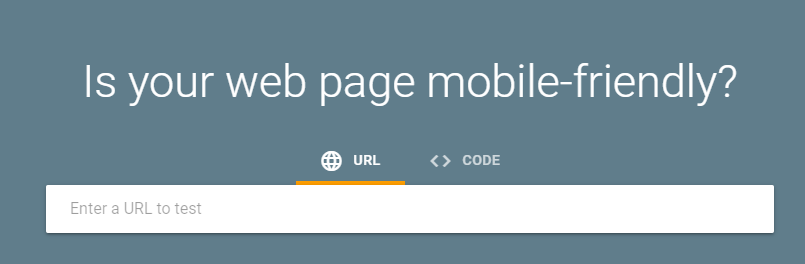 Is your web page mobile-friendly?
URL
CODE
Enter a URL to test